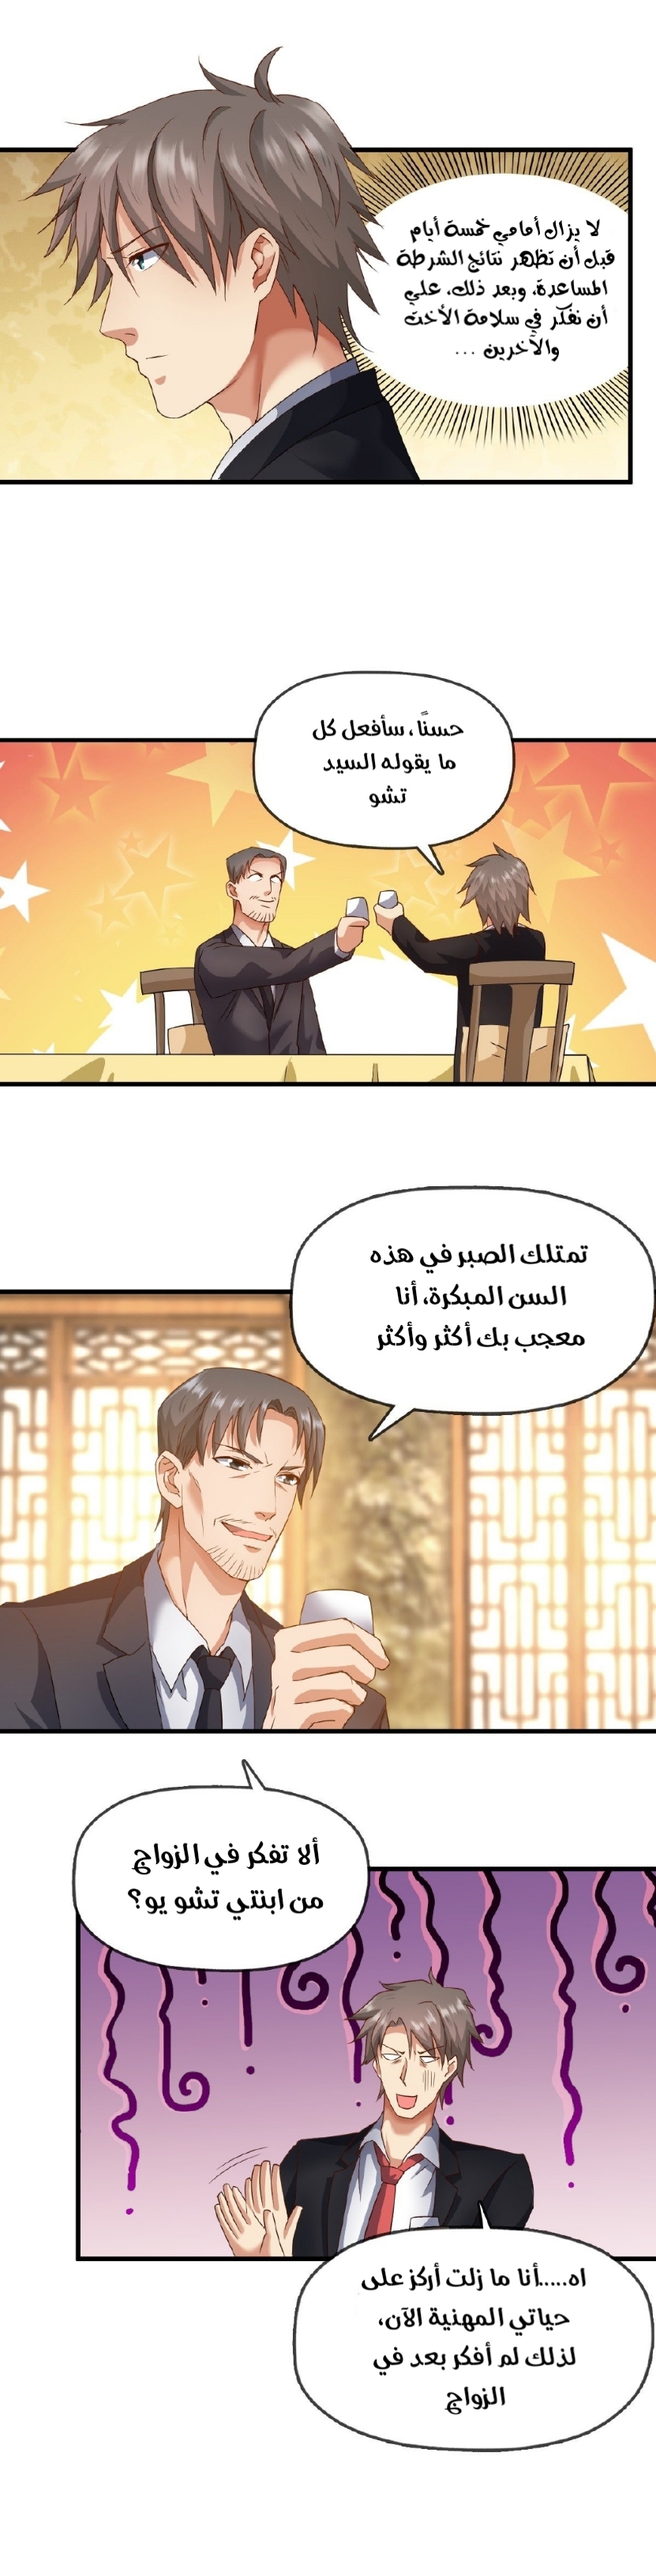 لا يزال أمامي خمسة أيام
قبل أن تظهر نتائج الشرطة
المساعدة، وبعد ذلك، علي
أن نفكر في سلامة الأخت
والآخرين ...
حسنًا، سأفعل كل
ما يقوله السيد
تشو
تمتلك الصبر في هذه
السن المبكرة، أنا
معجب بك أكثر وأكثر
ألا تفكر في الزواج
من ابنتي تشو يو؟
اه.....أنا ما زلت أركز على
حياتي المهنية الآن،
لذلك لم أفكر بعد في
الزواج